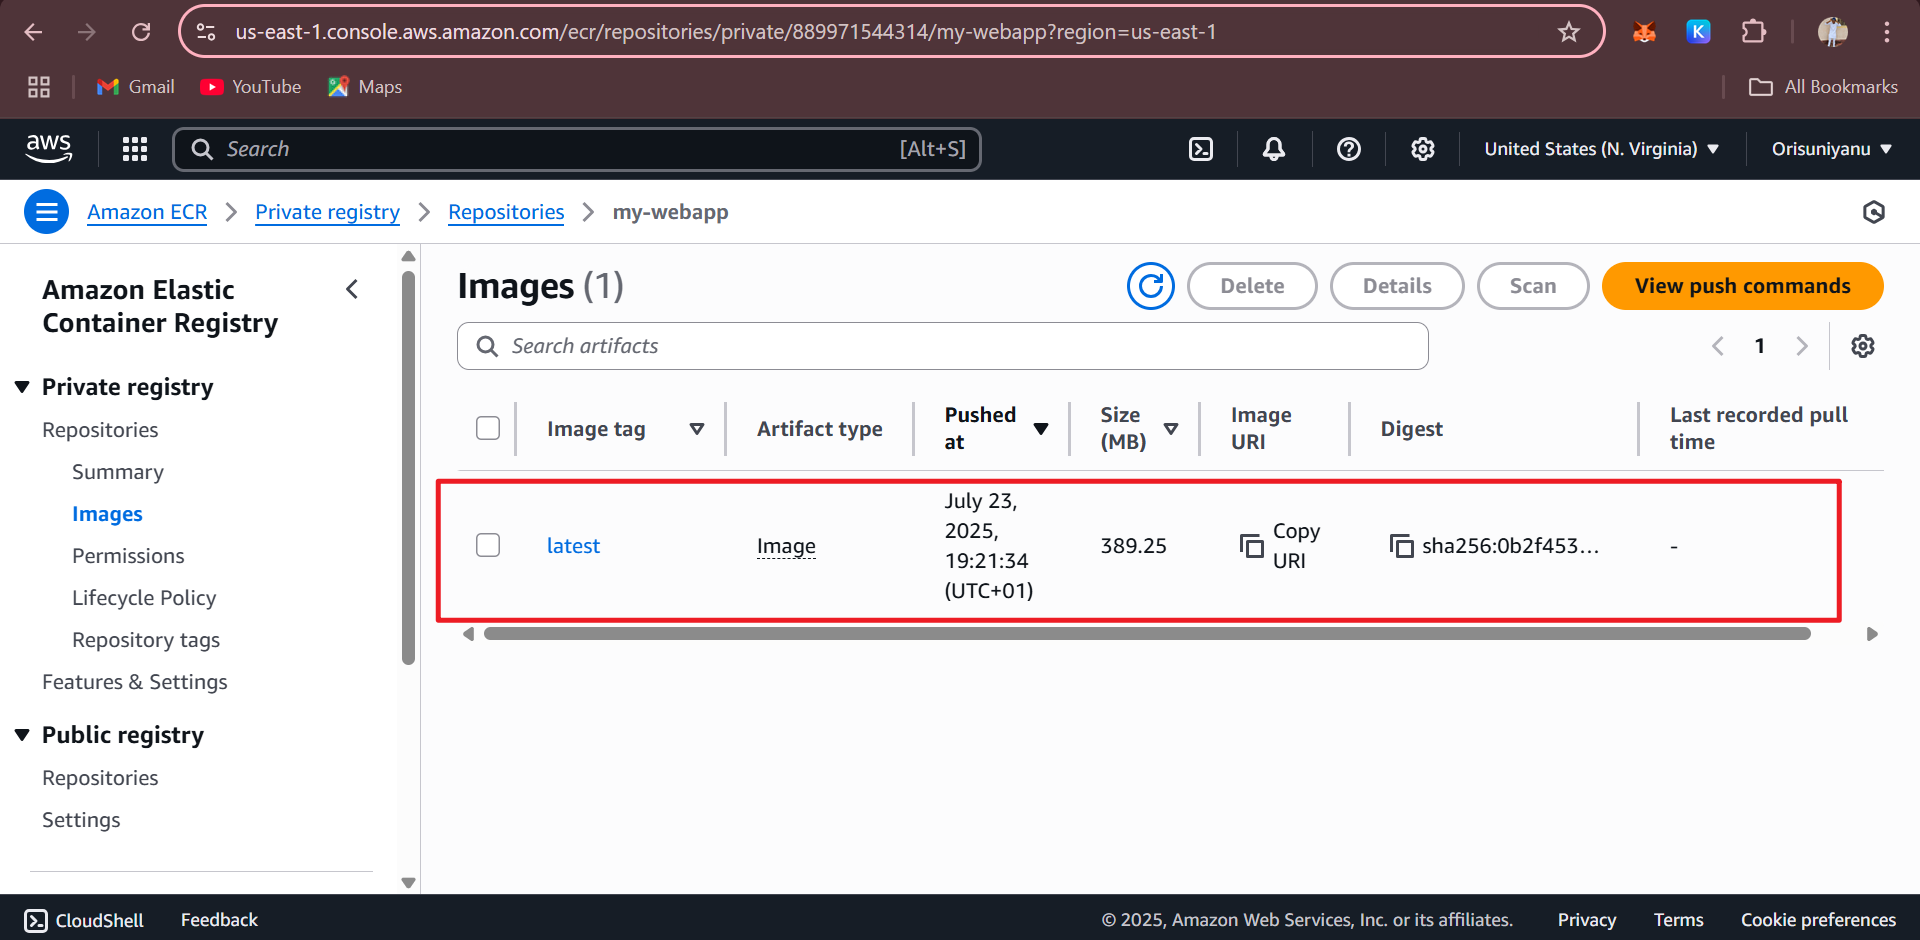 us-east-1.console.aws.amazon.com/ecr/repositories/private/889971544314/my-webapp?region=us-east-1
K
Gmail
YouTube
Maps
All Bookmarks
aws
Search
[Alt+S]
United States (N. Virginia)
Orisuniyanu
Amazon ECR
Private registry
Repositories
my-webapp
Amazon Elastic
Container Registry
Private registry
Repositories
Summary
Images
Permissions
Lifecycle Policy
Repository tags
Features & Settings
Public registry
Repositories
Settings
Images (1)
Delete
Details
Scan
View push commands
Search artifacts
1
Image tag
Artifact type
Pushed
at
Size
(MB)
Image
URI
Digest
Last recorded pull
time
latest
Image
July 23,
2025,
19:21:34
(UTC+01)
389.25
Copy
URI
sha256:0b2f453...
-
CloudShell
Feedback
© 2025, Amazon Web Services, Inc. or its affiliates.
Privacy
Terms
Cookie preferences